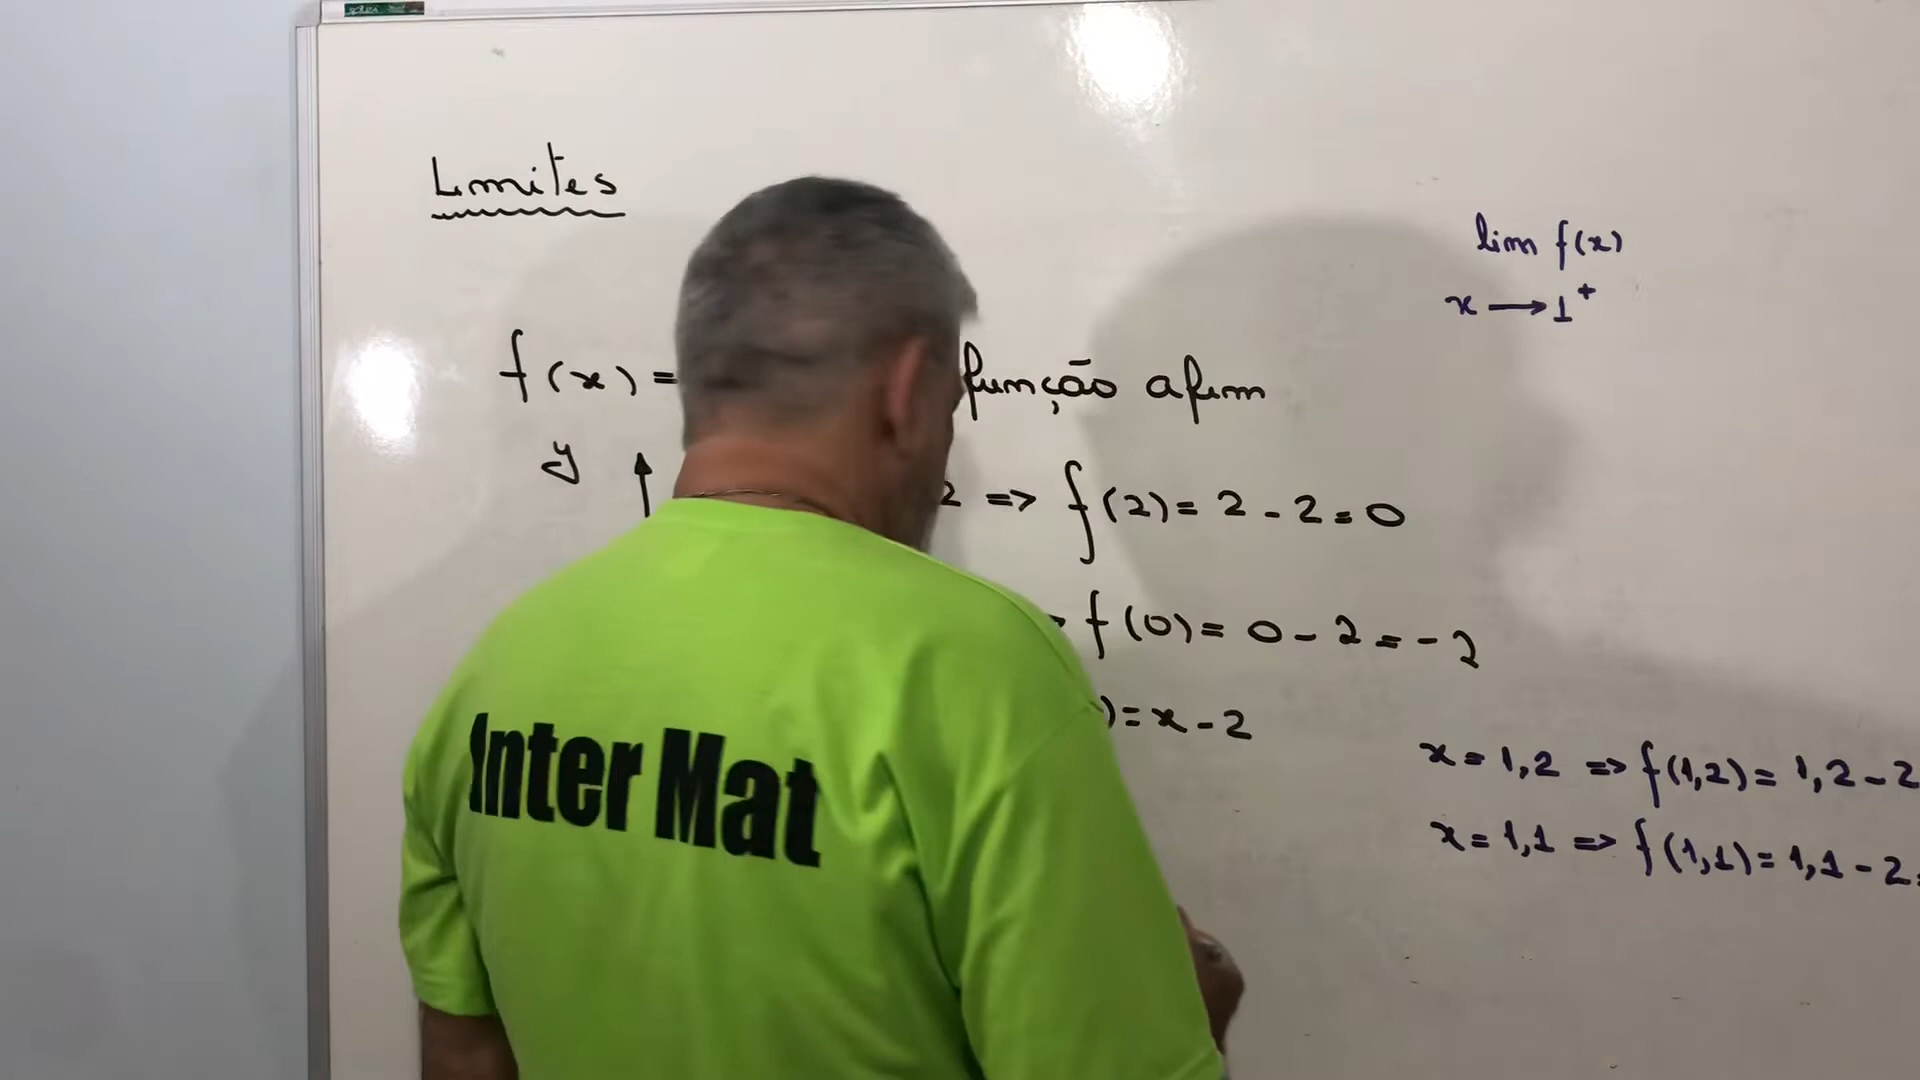 Limites
lim f(x)
x → 1⁺
f(x) = função afim
y
2 => f(2) = 2 - 2 = 0
f(0) = 0 - 2 = - 2
) = x - 2
x = 1,2 => f(1,2) = 1,2 - 2
x = 1,1 => f(1,1) = 1,1 - 2 =
Inter Mat